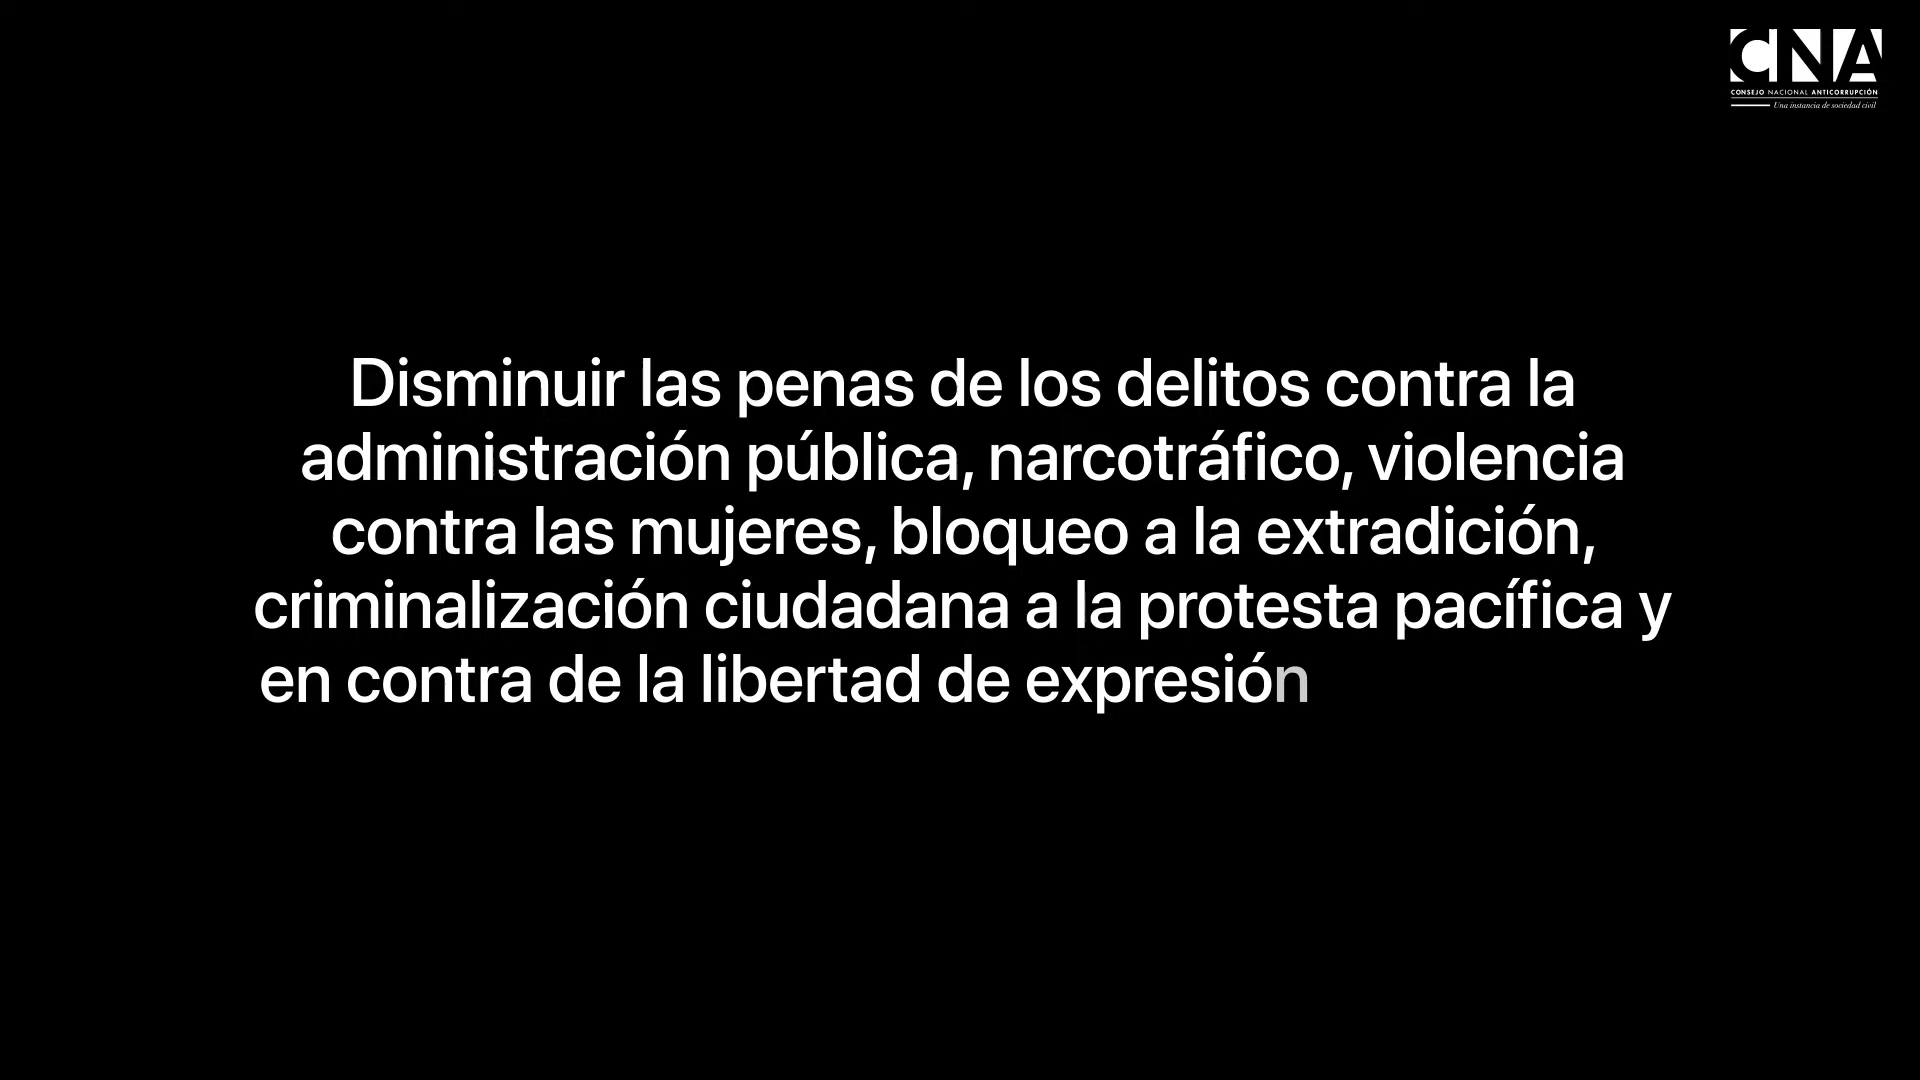 CNA
CONSEJO NACIONAL ANTICORRUPCIÓN
Una instancia de sociedad civil
Disminuir las penas de los delitos contra la
administración pública, narcotráfico, violencia
contra las mujeres, bloqueo a la extradición,
criminalización ciudadana a la protesta pacífica y
en contra de la libertad de expresión